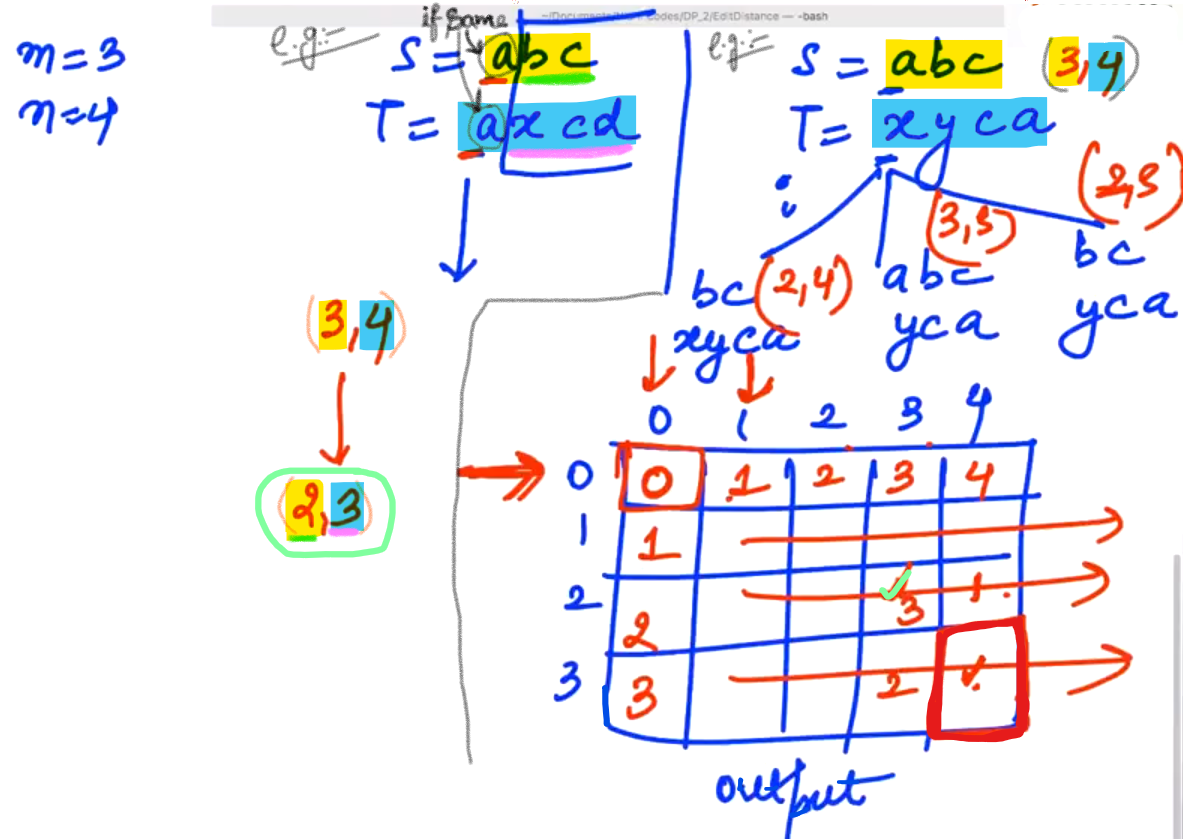 ~/Documents/ Codes/DP_2/EditDistance — -bash
if same
m = 3
n = 4
e.g:-
S = abc
T = axcd
(3,4)
(2,3)
e.g:-
S = abc (3,4)
T = xyca
bc (2,4)
xyca
(3,3)
abc
yca
(2,3)
bc
yca
0 1 2 3 4
0 0 1 2 3 4
1 1
2 2 3 1
3 3 2
output